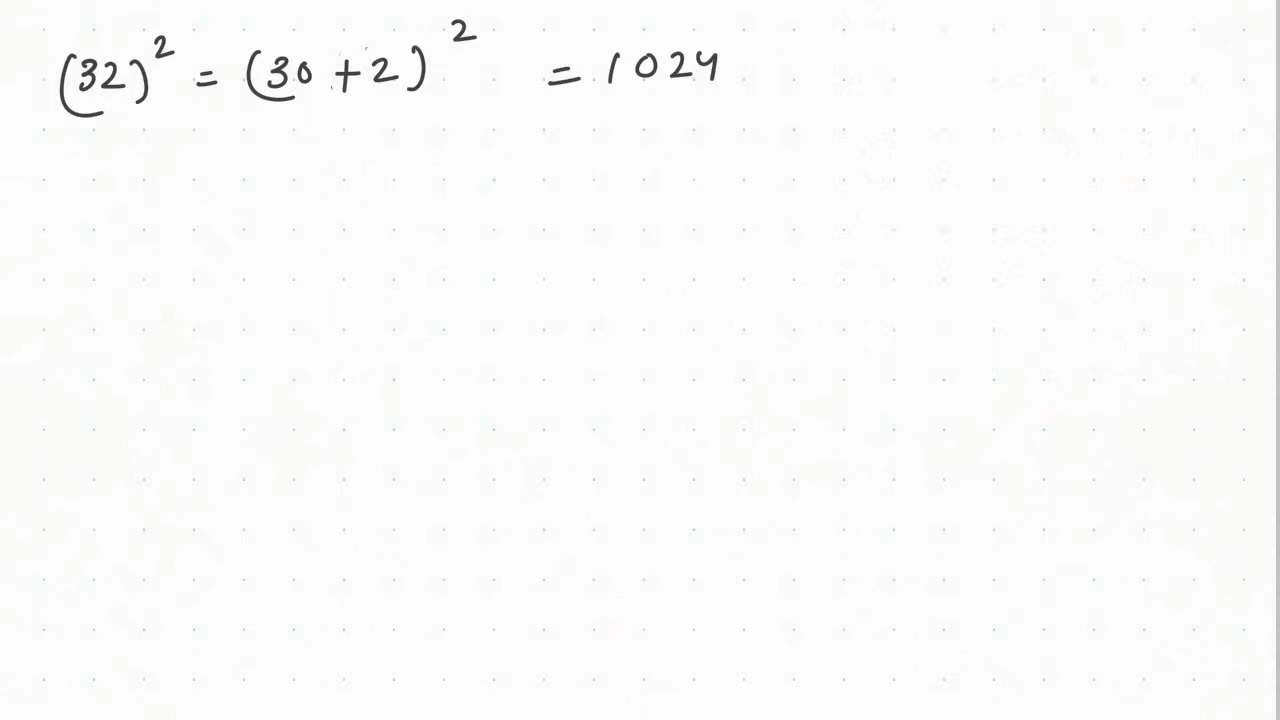 (32)² = (30 + 2)² = 1024